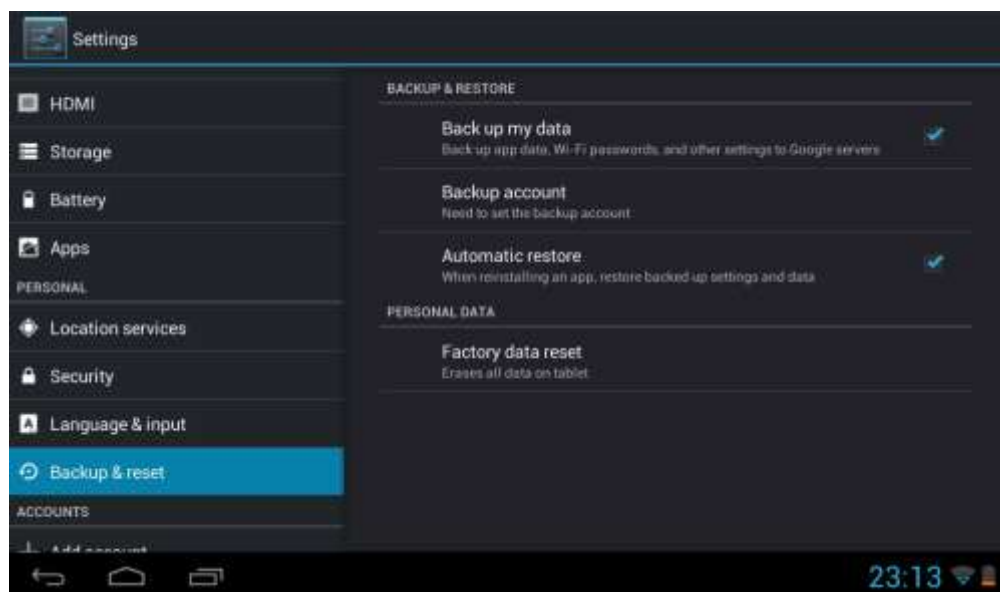 Settings
HDMI
Storage
Battery
Apps
PERSONAL
Location services
Security
Language & input
Backup & reset
ACCOUNTS
Add account
BACKUP & RESTORE
Back up my data
Back up app data, Wi-Fi passwords, and other settings to Google servers
Backup account
Need to set the backup account
Automatic restore
When reinstalling an app, restore backed up settings and data
PERSONAL DATA
Factory data reset
Erases all data on tablet
23:13